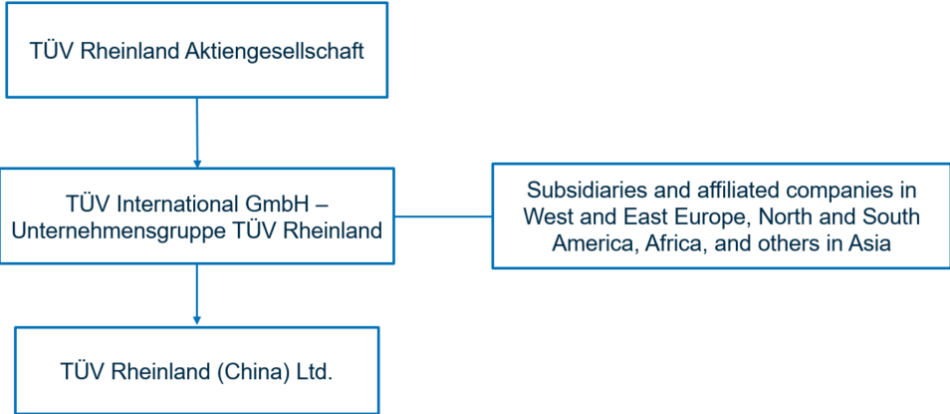 TÜV Rheinland Aktiengesellschaft
TÜV International GmbH –
Unternehmensgruppe TÜV Rheinland
Subsidiaries and affiliated companies in
West and East Europe, North and South
America, Africa, and others in Asia
TÜV Rheinland (China) Ltd.